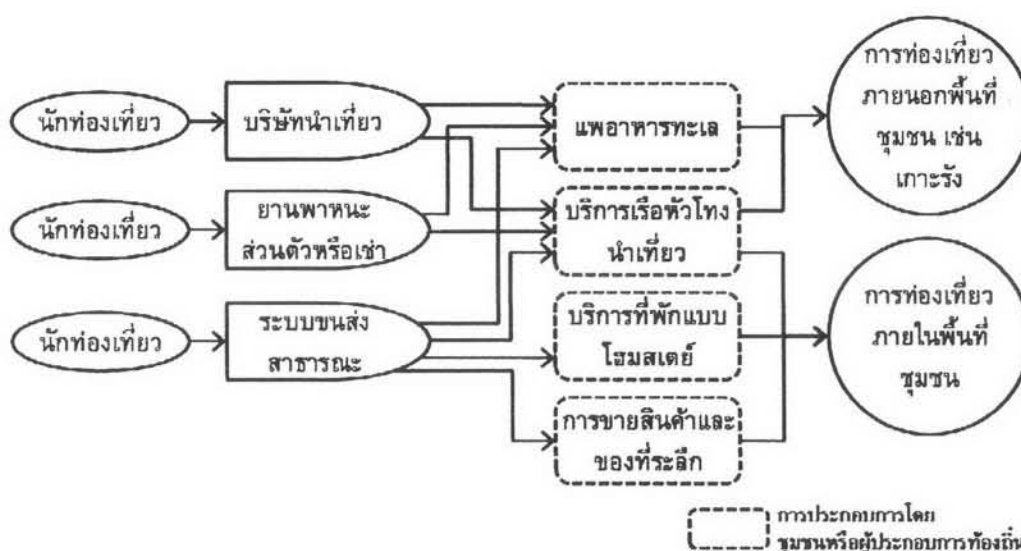 นักท่องเที่ยว
บริษัทนำเที่ยว
แพอาหารทะเล
การท่องเที่ยว
ภายนอกพื้นที่
ชุมชน เช่น
เกาะรัง
นักท่องเที่ยว
ยานพาหนะ
ส่วนตัวหรือเช่า
บริการเรือหัวโทง
นำเที่ยว
นักท่องเที่ยว
ระบบขนส่ง
สาธารณะ
บริการที่พักแบบ
โฮมสเตย์
การท่องเที่ยว
ภายในพื้นที่
ชุมชน
การขายสินค้าและ
ของที่ระลึก
การประกอบการโดย
ชุมชนหรือผู้ประกอบการท้องถิ่น